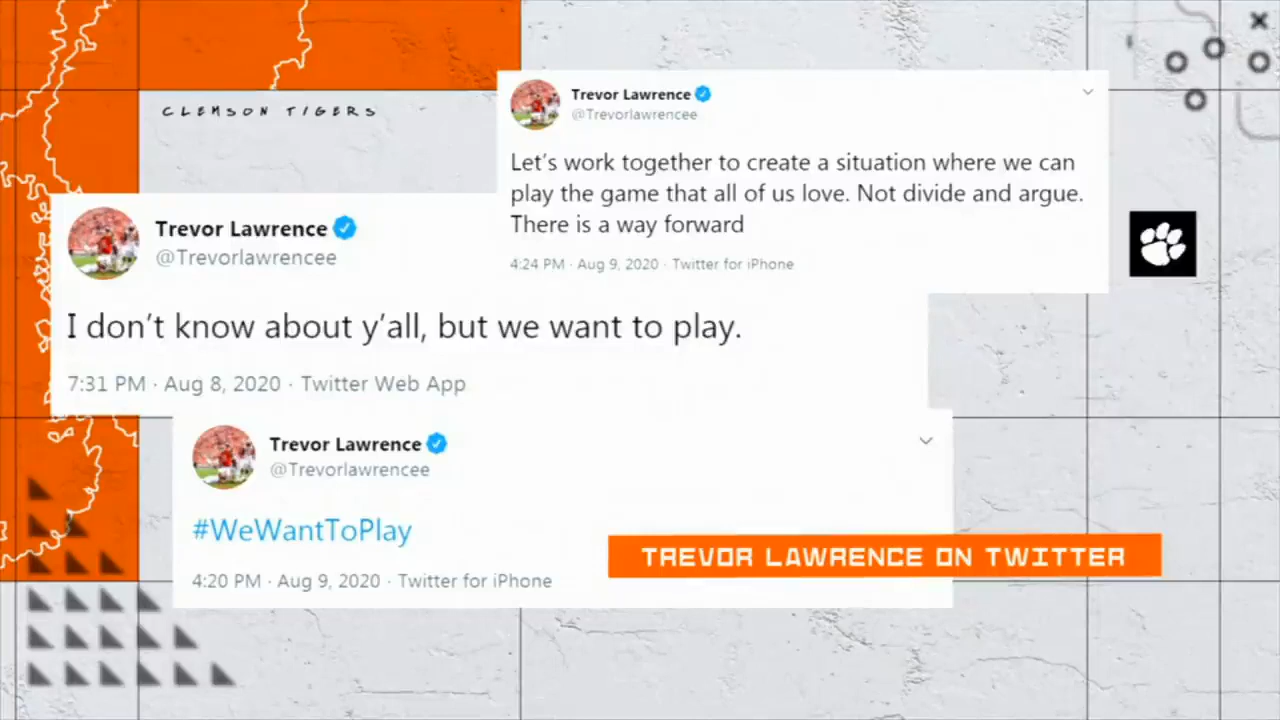 CLEMSON TIGERS
Trevor Lawrence
@Trevorlawrencee
Let's work together to create a situation where we can
play the game that all of us love. Not divide and argue.
There is a way forward
4:24 PM · Aug 9, 2020 · Twitter for iPhone
Trevor Lawrence
@Trevorlawrencee
I don't know about y'all, but we want to play.
7:31 PM · Aug 8, 2020 · Twitter Web App
Trevor Lawrence
@Trevorlawrencee
#WeWantToPlay
4:20 PM · Aug 9, 2020 · Twitter for iPhone
TREVOR LAWRENCE ON TWITTER